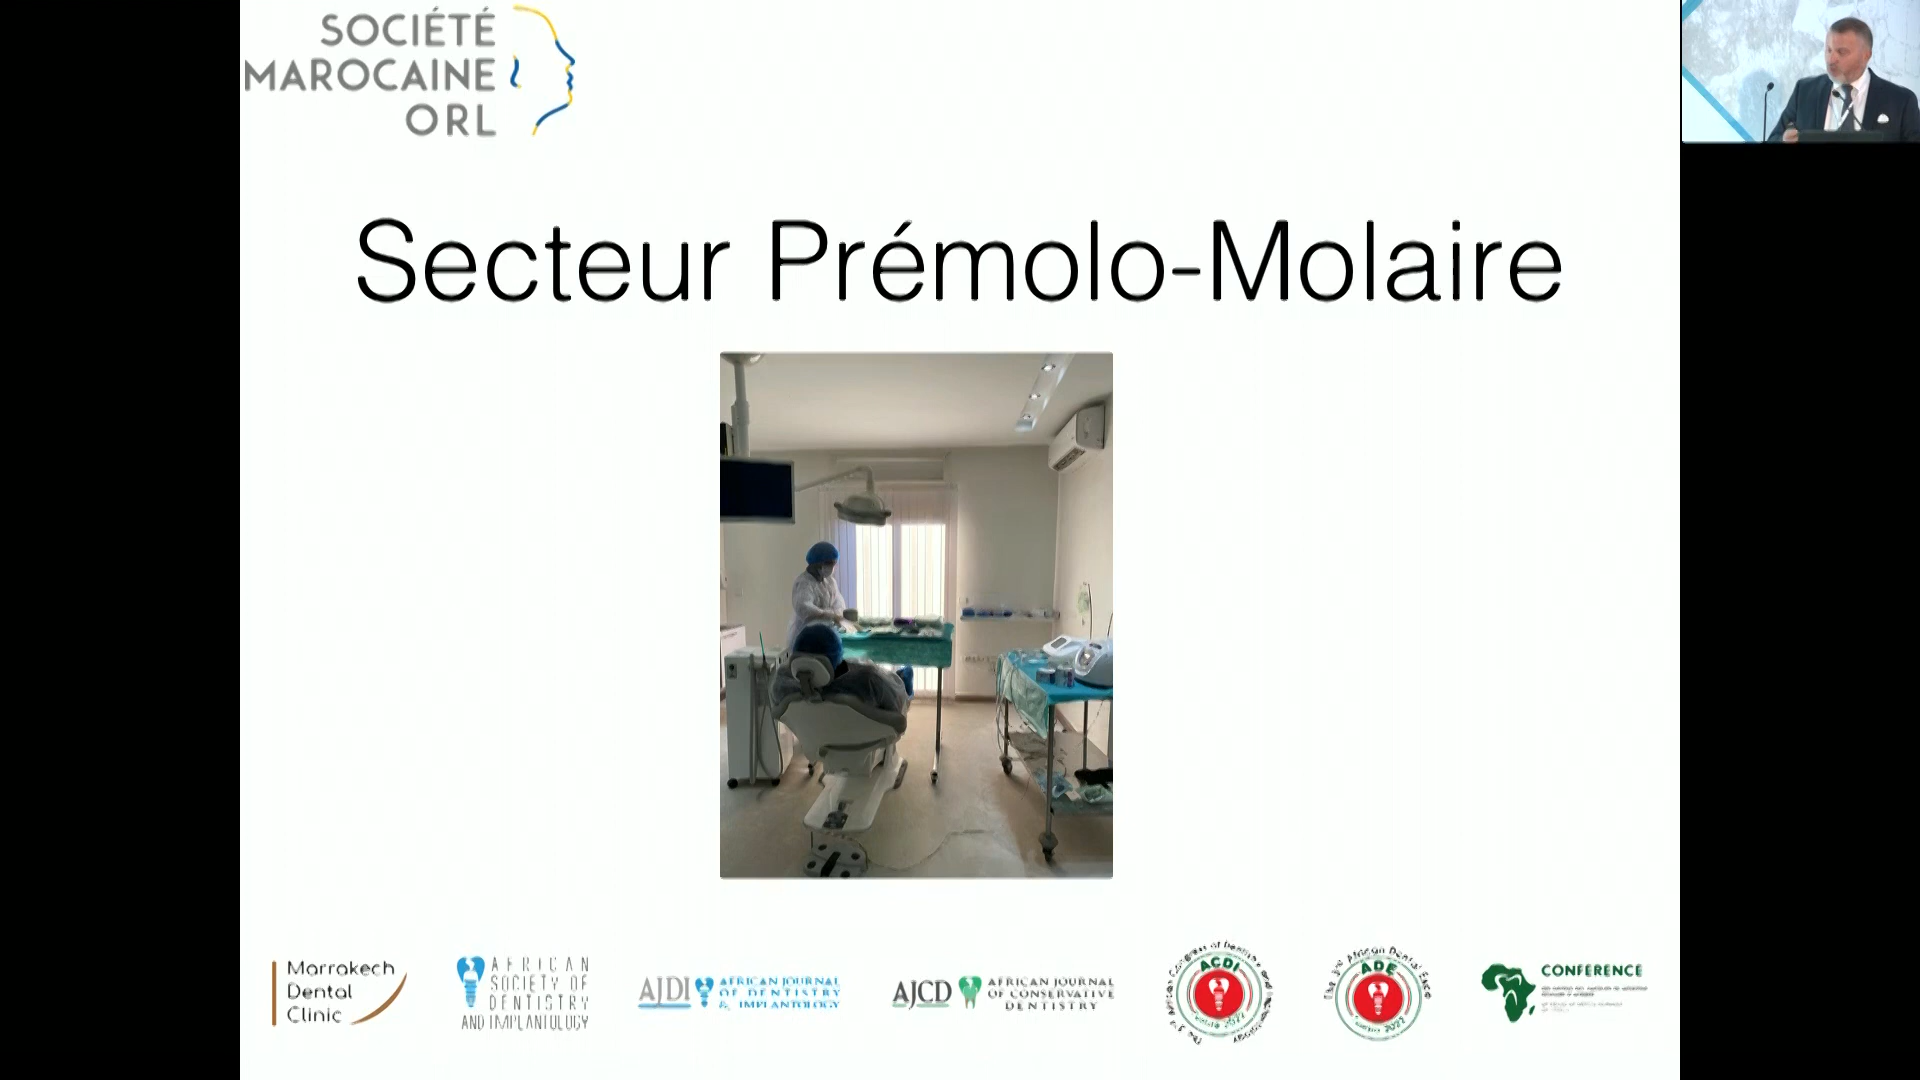 SOCIÉTÉ
MAROCAINE
ORL
Secteur Prémolo-Molaire
Marrakech
Dental
Clinic
AFRICAN
SOCIETY OF
DENTISTRY
AND IMPLANTOLOGY
AJDI AFRICAN JOURNAL
OF DENTISTRY
& IMPLANTOLOGY
AJCD AFRICAN JOURNAL
OF CONSERVATIVE
DENTISTRY
ACDI
ADE
CONFERENCE